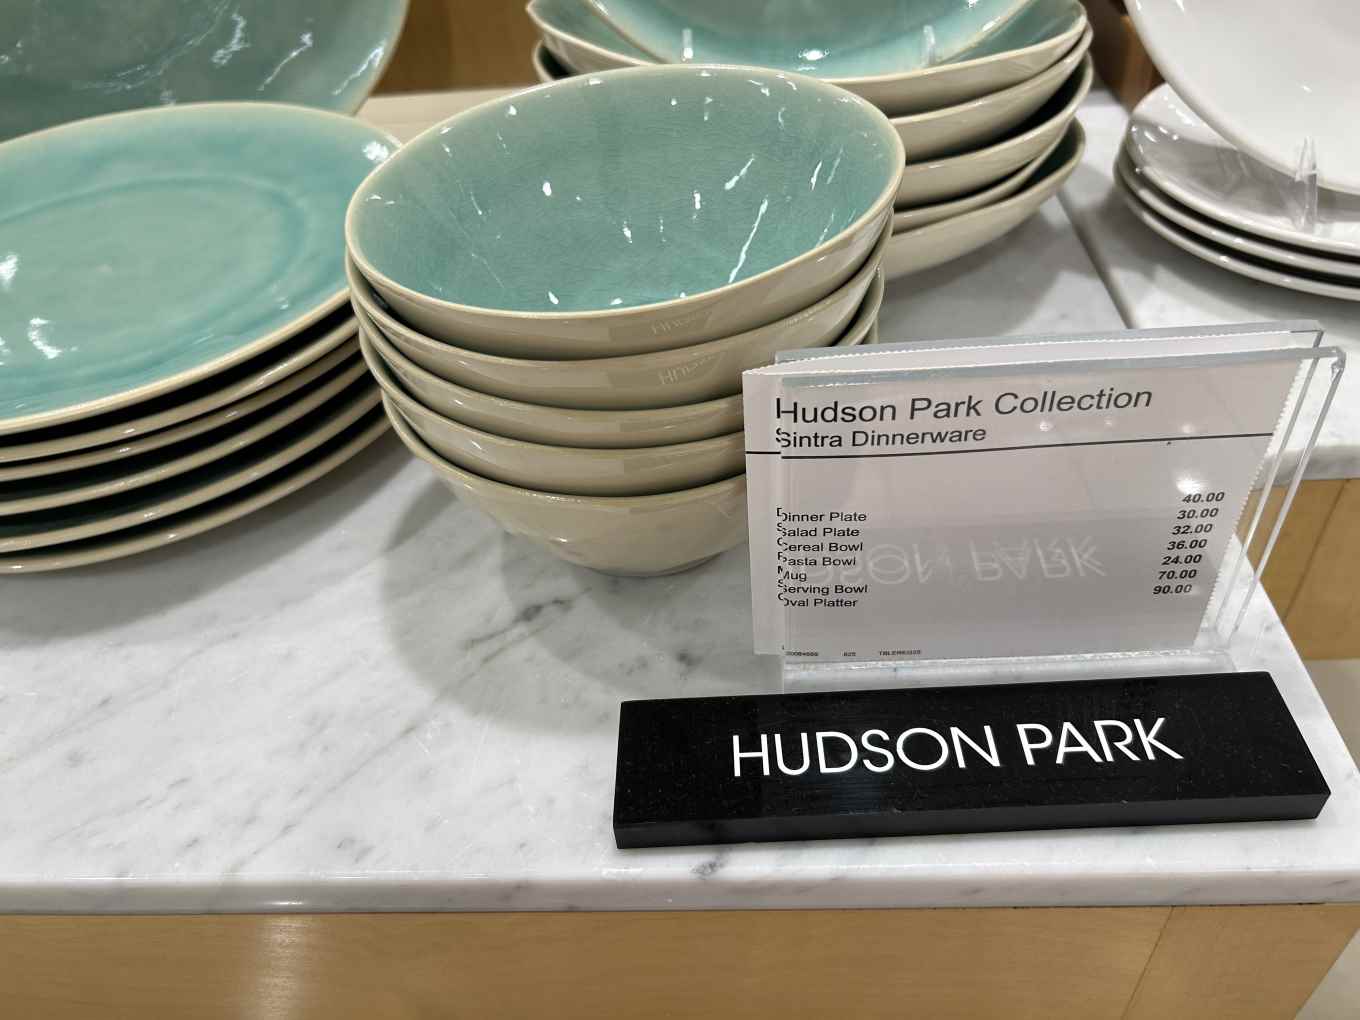 Hudson Park Collection
Sintra Dinnerware
Dinner Plate 40.00
Salad Plate 30.00
Cereal Bowl 32.00
Pasta Bowl 36.00
Mug 24.00
Serving Bowl 70.00
Oval Platter 90.00
HUDSON PARK